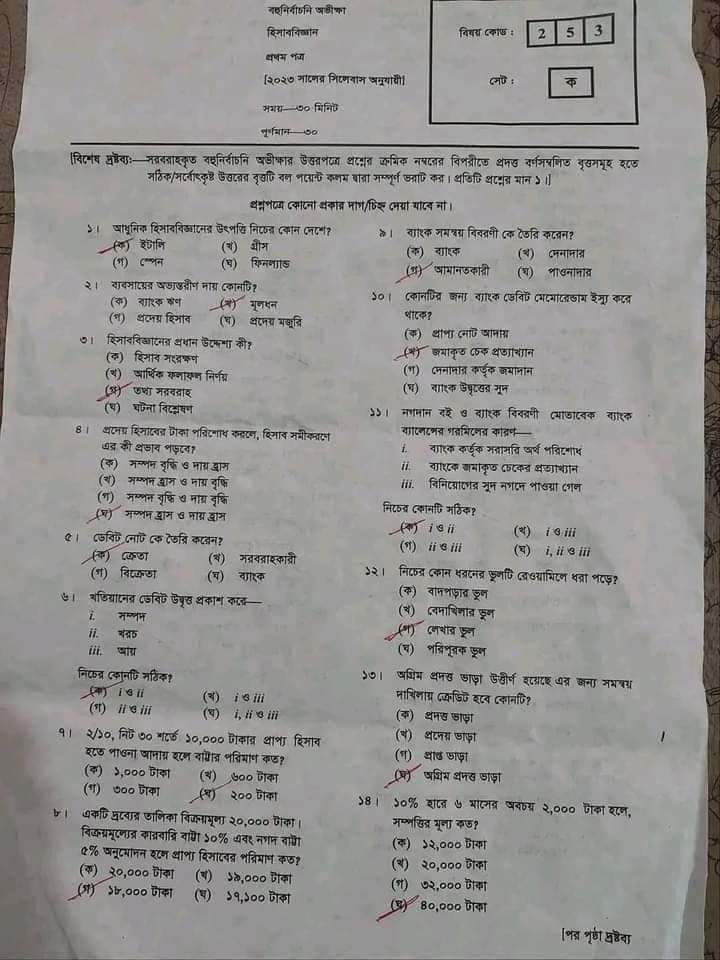 বহুনির্বাচনি অভীক্ষা
হিসাববিজ্ঞান
প্রথম পত্র
[২০২৩ সালের সিলেবাস অনুযায়ী]
সময়—৩০ মিনিট
পূর্ণমান—৩০
বিষয় কোড : 2 5 3
সেট : ক
[বিশেষ দ্রষ্টব্য:—সরবরাহকৃত বহুনির্বাচনি অভীক্ষার উত্তরপত্রে প্রশ্নের ক্রমিক নম্বরের বিপরীতে প্রদত্ত বর্ণসম্বলিত বৃত্তসমূহ হতে
সঠিক/সর্বোৎকৃষ্ট উত্তরের বৃত্তটি বল পয়েন্ট কলম দ্বারা সম্পূর্ণ ভরাট কর। প্রতিটি প্রশ্নের মান ১।]
প্রশ্নপত্রে কোনো প্রকার দাগ/চিহ্ন দেয়া যাবে না।
১। আধুনিক হিসাববিজ্ঞানের উৎপত্তি নিচের কোন দেশে?
(ক) ইটালি (খ) গ্রীস
(গ) স্পেন (ঘ) ফিনল্যান্ড
২। ব্যবসায়ের অভ্যন্তরীণ দায় কোনটি?
(ক) ব্যাংক ঋণ (খ) মূলধন
(গ) প্রদেয় হিসাব (ঘ) প্রদেয় মজুরি
৩। হিসাববিজ্ঞানের প্রধান উদ্দেশ্য কী?
(ক) হিসাব সংরক্ষণ
(খ) আর্থিক ফলাফল নির্ণয়
(গ) তথ্য সরবরাহ
(ঘ) ঘটনা বিশ্লেষণ
৪। প্রদেয় হিসাবের টাকা পরিশোধ করলে, হিসাব সমীকরণে
এর কী প্রভাব পড়বে?
(ক) সম্পদ বৃদ্ধি ও দায় হ্রাস
(খ) সম্পদ হ্রাস ও দায় বৃদ্ধি
(গ) সম্পদ বৃদ্ধি ও দায় বৃদ্ধি
(ঘ) সম্পদ হ্রাস ও দায় হ্রাস
৫। ডেবিট নোট কে তৈরি করেন?
(ক) ক্রেতা (খ) সরবরাহকারী
(গ) বিক্রেতা (ঘ) ব্যাংক
৬। খতিয়ানের ডেবিট উদ্বৃত্ত প্রকাশ করে—
i. সম্পদ
ii. খরচ
iii. আয়
নিচের কোনটি সঠিক?
(ক) i ও ii (খ) i ও iii
(গ) ii ও iii (ঘ) i, ii ও iii
৭। ২/১০, নিট ৩০ শর্তে ১০,০০০ টাকার প্রাপ্য হিসাব
হতে পাওনা আদায় হলে বাট্টার পরিমাণ কত?
(ক) ১,০০০ টাকা (খ) ৬০০ টাকা
(গ) ৩০০ টাকা (ঘ) ২০০ টাকা
৮। একটি দ্রব্যের তালিকা বিক্রয়মূল্য ২০,০০০ টাকা।
বিক্রয়মূল্যের কারবারি বাট্টা ১০% এবং নগদ বাট্টা
৫% অনুমোদন হলে প্রাপ্য হিসাবের পরিমাণ কত?
(ক) ২০,০০০ টাকা (খ) ১৯,০০০ টাকা
(গ) ১৮,০০০ টাকা (ঘ) ১৭,১০০ টাকা
৯। ব্যাংক সমন্বয় বিবরণী কে তৈরি করেন?
(ক) ব্যাংক (খ) দেনাদার
(গ) আমানতকারী (ঘ) পাওনাদার
১০। কোনটির জন্য ব্যাংক ডেবিট মেমোরেন্ডাম ইস্যু করে
থাকে?
(ক) প্রাপ্য নোট আদায়
(খ) জমাকৃত চেক প্রত্যাখ্যান
(গ) দেনাদার কর্তৃক জমাদান
(ঘ) ব্যাংক উদ্বৃত্তের সুদ
১১। নগদান বই ও ব্যাংক বিবরণী মোতাবেক ব্যাংক
ব্যালেন্সের গরমিলের কারণ—
i. ব্যাংক কর্তৃক সরাসরি অর্থ পরিশোধ
ii. ব্যাংকে জমাকৃত চেকের প্রত্যাখ্যান
iii. বিনিয়োগের সুদ নগদে পাওয়া গেল
নিচের কোনটি সঠিক?
(ক) i ও ii (খ) i ও iii
(গ) ii ও iii (ঘ) i, ii ও iii
১২। নিচের কোন ধরনের ভুলটি রেওয়ামিলে ধরা পড়ে?
(ক) বাদপড়ার ভুল
(খ) বেদাখিলার ভুল
(গ) লেখার ভুল
(ঘ) পরিপূরক ভুল
১৩। অগ্রিম প্রদত্ত ভাড়া উত্তীর্ণ হয়েছে এর জন্য সমন্বয়
দাখিলায় ক্রেডিট হবে কোনটি?
(ক) প্রদত্ত ভাড়া
(খ) প্রদেয় ভাড়া
(গ) প্রাপ্ত ভাড়া
(ঘ) অগ্রিম প্রদত্ত ভাড়া
১৪। ১০% হারে ৬ মাসের অবচয় ২,০০০ টাকা হলে,
সম্পত্তির মূল্য কত?
(ক) ১২,০০০ টাকা
(খ) ২০,০০০ টাকা
(গ) ৩২,০০০ টাকা
(ঘ) ৪০,০০০ টাকা
[পর পৃষ্ঠা দ্রষ্টব্য